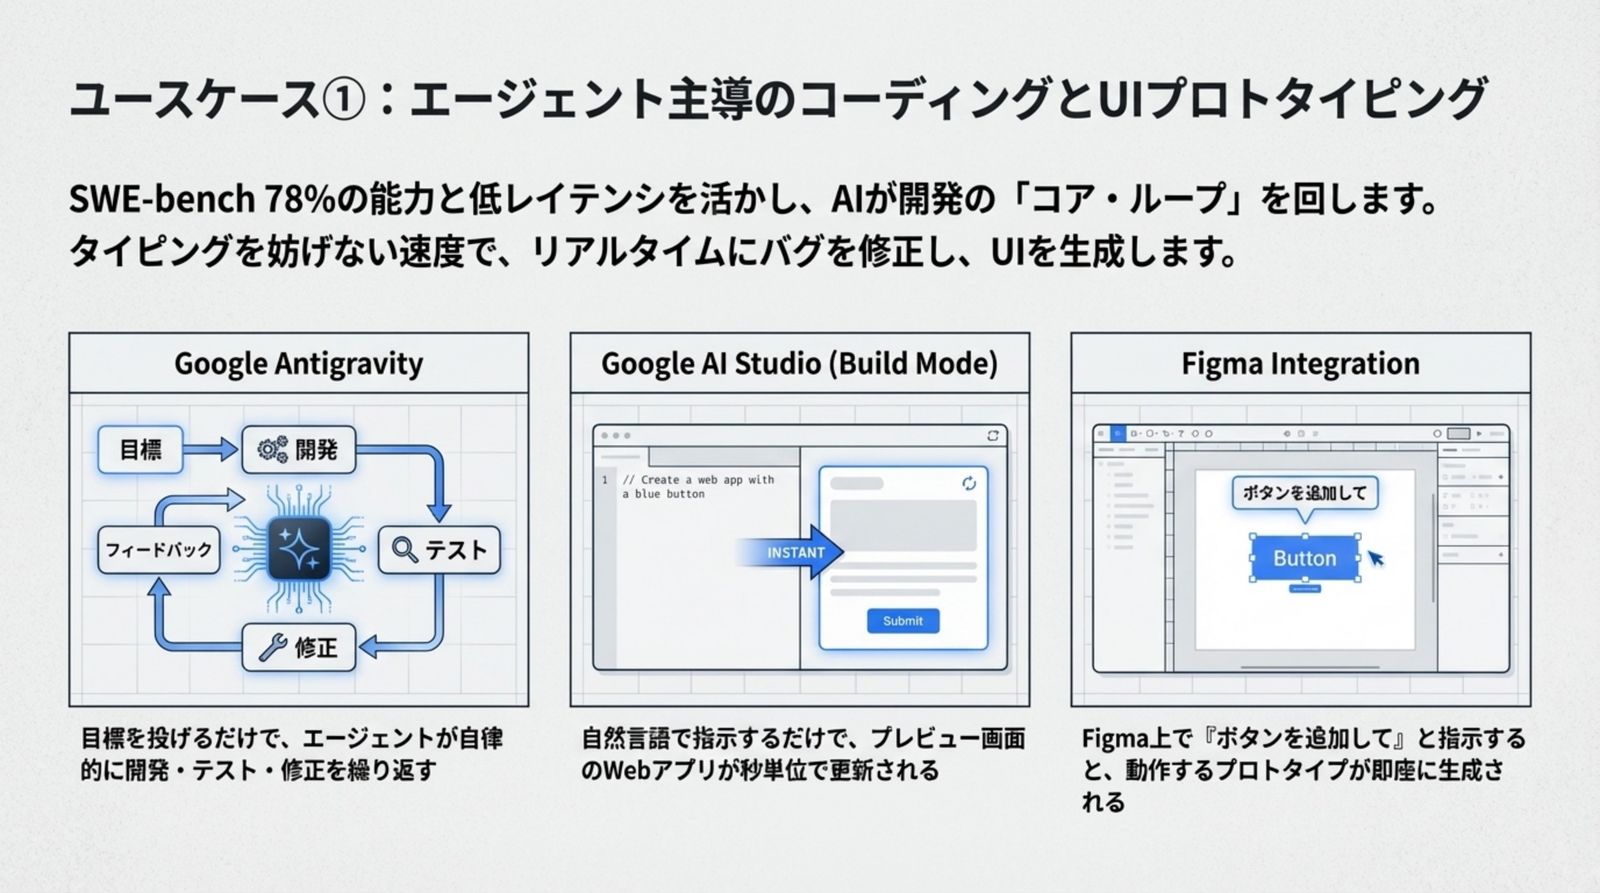 ユースケース①：エージェント主導のコーディングとUIプロトタイピング
SWE-bench 78%の能力と低レイテンシを活かし、AIが開発の「コア・ループ」を回します。
タイピングを妨げない速度で、リアルタイムにバグを修正し、UIを生成します。
Google Antigravity
目標
開発
フィードバック
テスト
修正
目標を投げるだけで、エージェントが自律
的に開発・テスト・修正を繰り返す
Google AI Studio (Build Mode)
1 // Create a web app with
a blue button
INSTANT
Submit
自然言語で指示するだけで、プレビュー画面
のWebアプリが秒単位で更新される
Figma Integration
ボタンを追加して
Button
Figma上で『ボタンを追加して』と指示する
と、動作するプロトタイプが即座に生成さ
れる